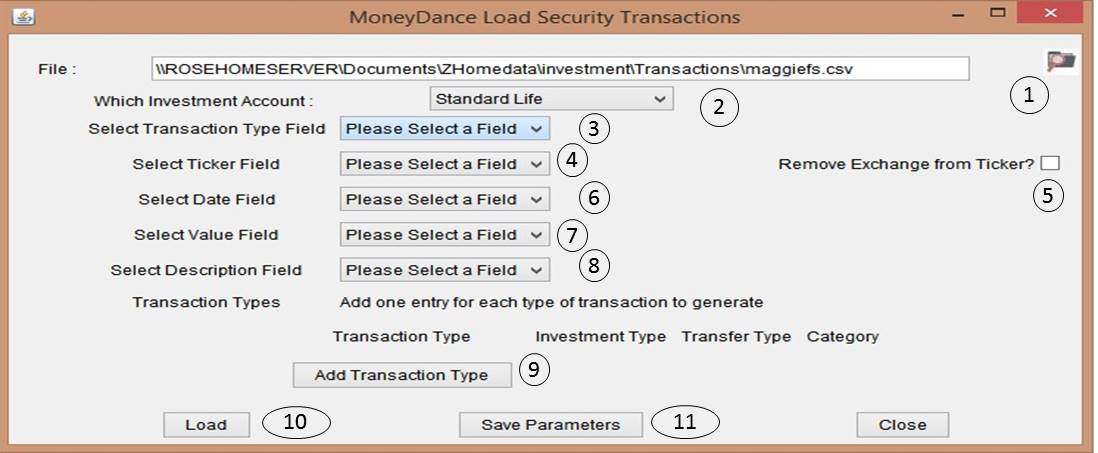 MoneyDance Load Security Transactions
File : \\ROSEHOMESERVER\Documents\ZHomedata\investment\Transactions\maggiefs.csv
1
Which Investment Account : Standard Life 2
Select Transaction Type Field Please Select a Field 3
Select Ticker Field Please Select a Field 4 Remove Exchange from Ticker?
5
Select Date Field Please Select a Field 6
Select Value Field Please Select a Field 7
Select Description Field Please Select a Field 8
Transaction Types Add one entry for each type of transaction to generate
Transaction Type Investment Type Transfer Type Category
Add Transaction Type 9
Load 10 Save Parameters 11 Close